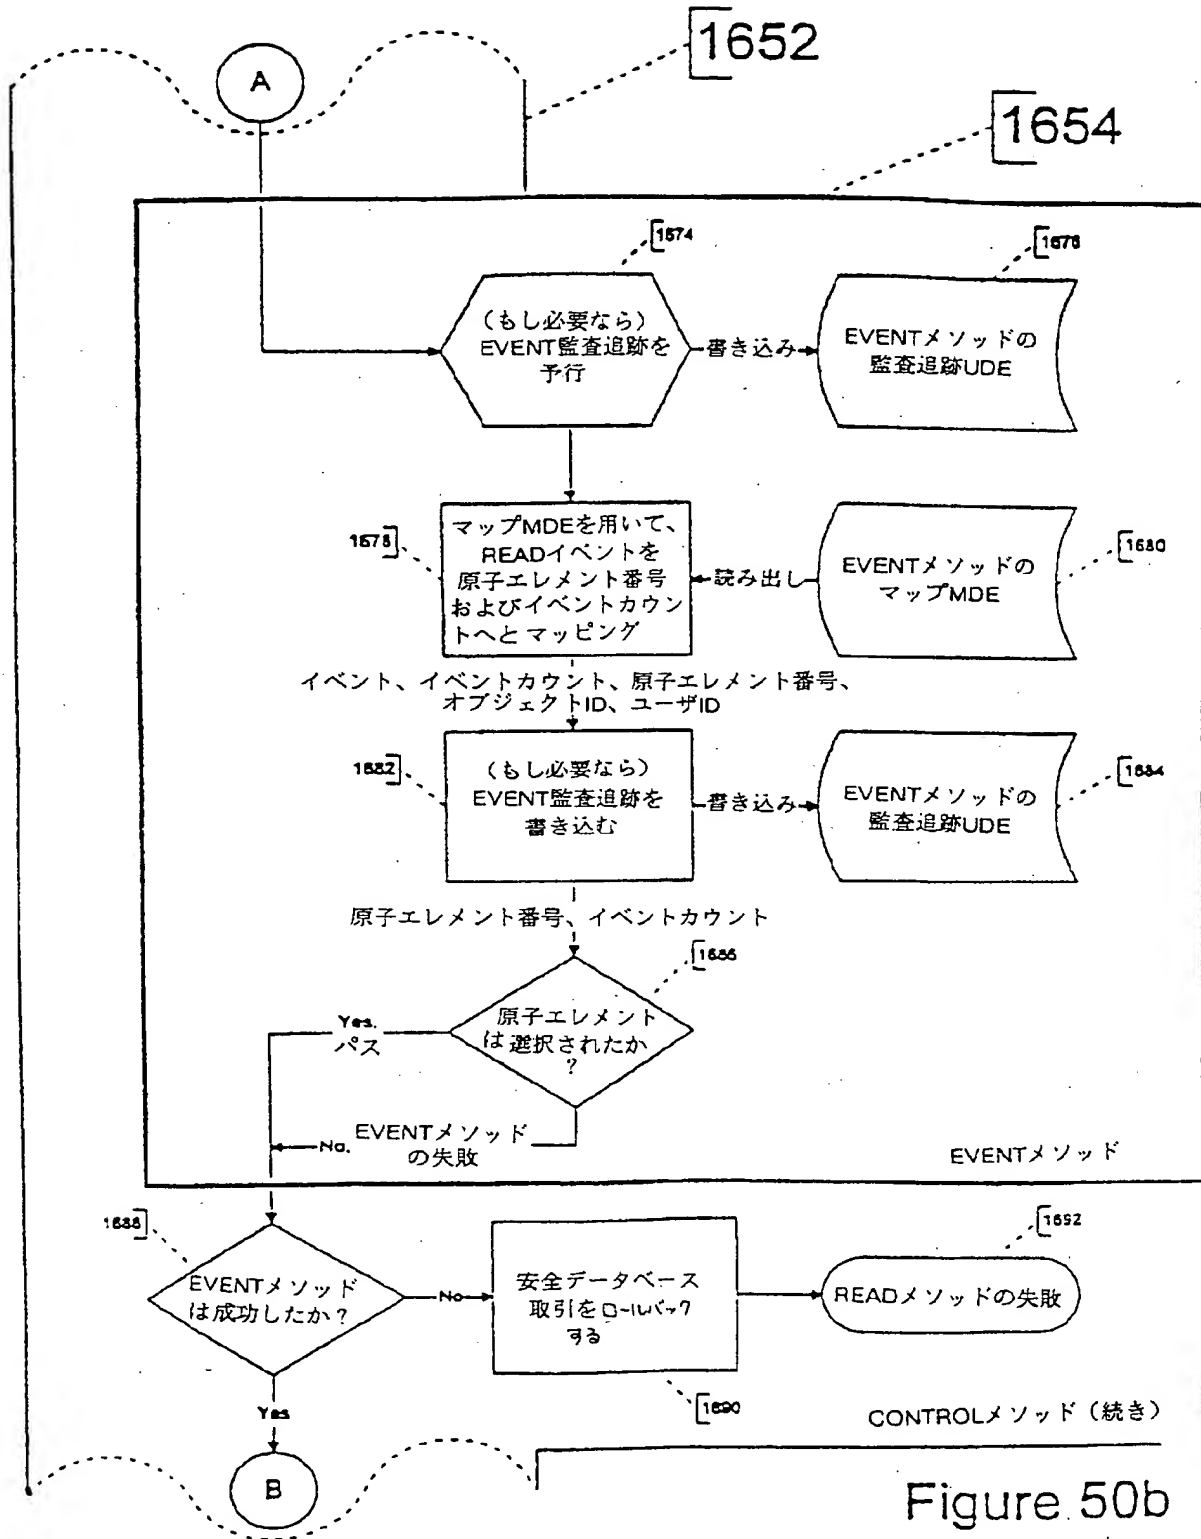 1652
A
1654
1674
1676
(もし必要なら)
EVENT監査追跡を
予行
書き込み
EVENTメソッドの
監査追跡UDE
1678
マップMDEを用いて、
READイベントを
原子エレメント番号
およびイベントカウン
トへとマッピング
読み出し
EVENTメソッドの
マップMDE
1680
イベント、イベントカウント、原子エレメント番号、
オブジェクトID、ユーザID
1682
(もし必要なら)
EVENT監査追跡を
書き込む
書き込み
EVENTメソッドの
監査追跡UDE
1684
原子エレメント番号、イベントカウント
1686
原子エレメント
は選択されたか
?
Yes.
パス
No.
EVENTメソッド
の失敗
EVENTメソッド
1688
EVENTメソッド
は成功したか?
No
安全データベース
取引をロールバック
する
1690
READメソッドの失敗
1692
Yes
CONTROLメソッド(続き)
B
Figure 50b